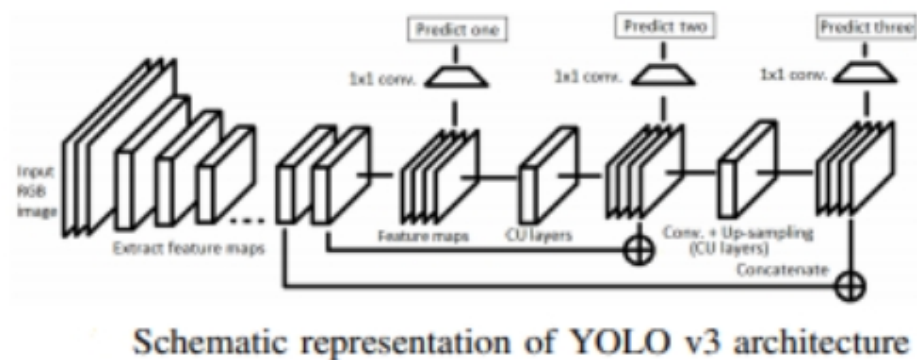 Predict one
Predict two
Predict three
1x1 conv.
1x1 conv.
1x1 conv.
Input
RGB
image
Extract feature maps
Feature maps
CU layers
Conv. + Up-sampling
(CU layers)
Concatenate
Schematic representation of YOLO v3 architecture